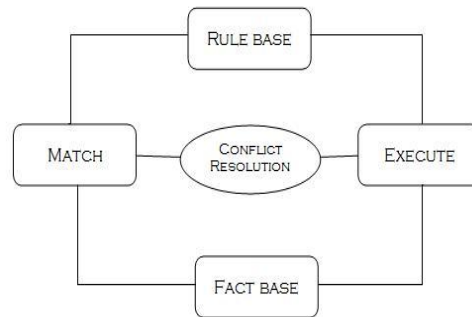 Rule base
Match
Conflict
Resolution
Execute
Fact base